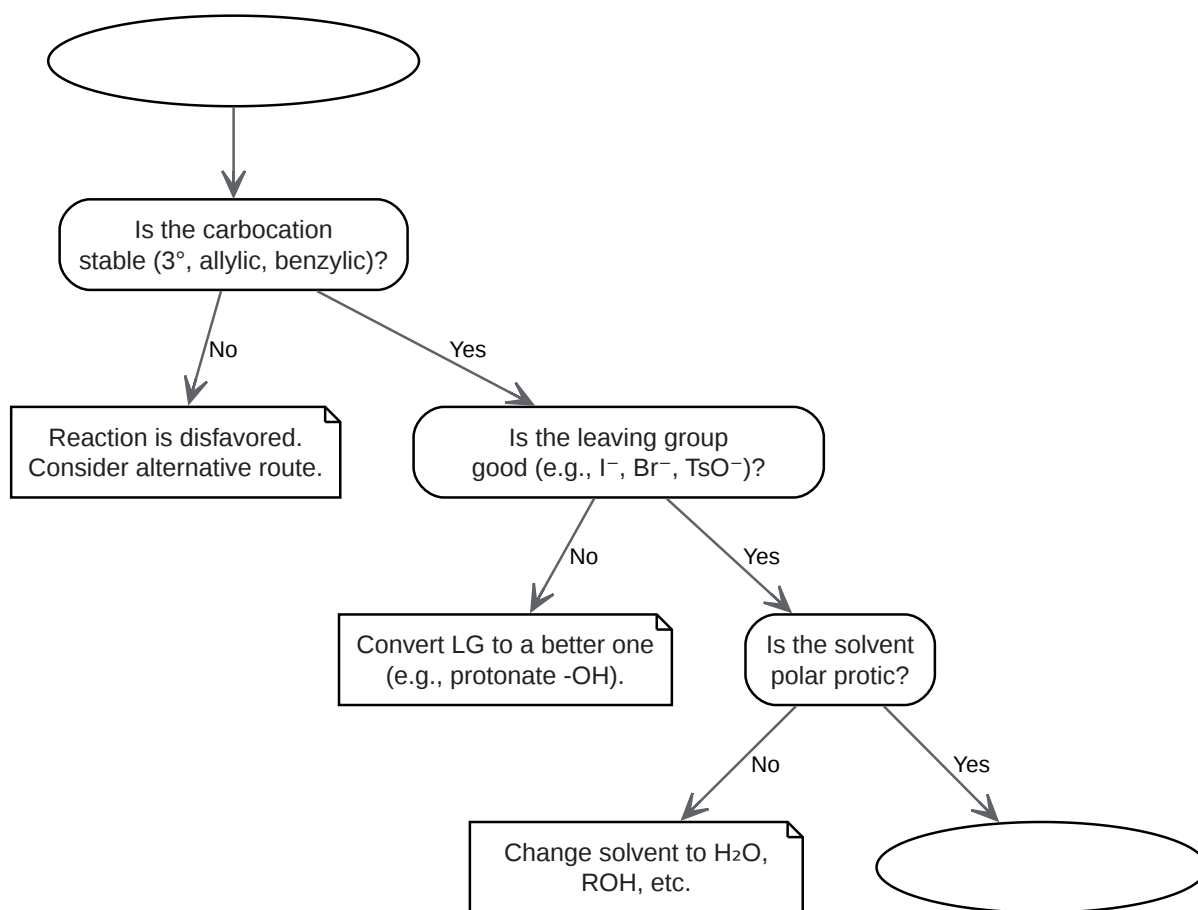 Is the carbocation
stable (3°, allylic, benzylic)?
No
Yes
Reaction is disfavored.
Consider alternative route.
Is the leaving group
good (e.g., I⁻, Br⁻, TsO⁻)?
No
Yes
Convert LG to a better one
(e.g., protonate -OH).
Is the solvent
polar protic?
No
Yes
Change solvent to H₂O,
ROH, etc.